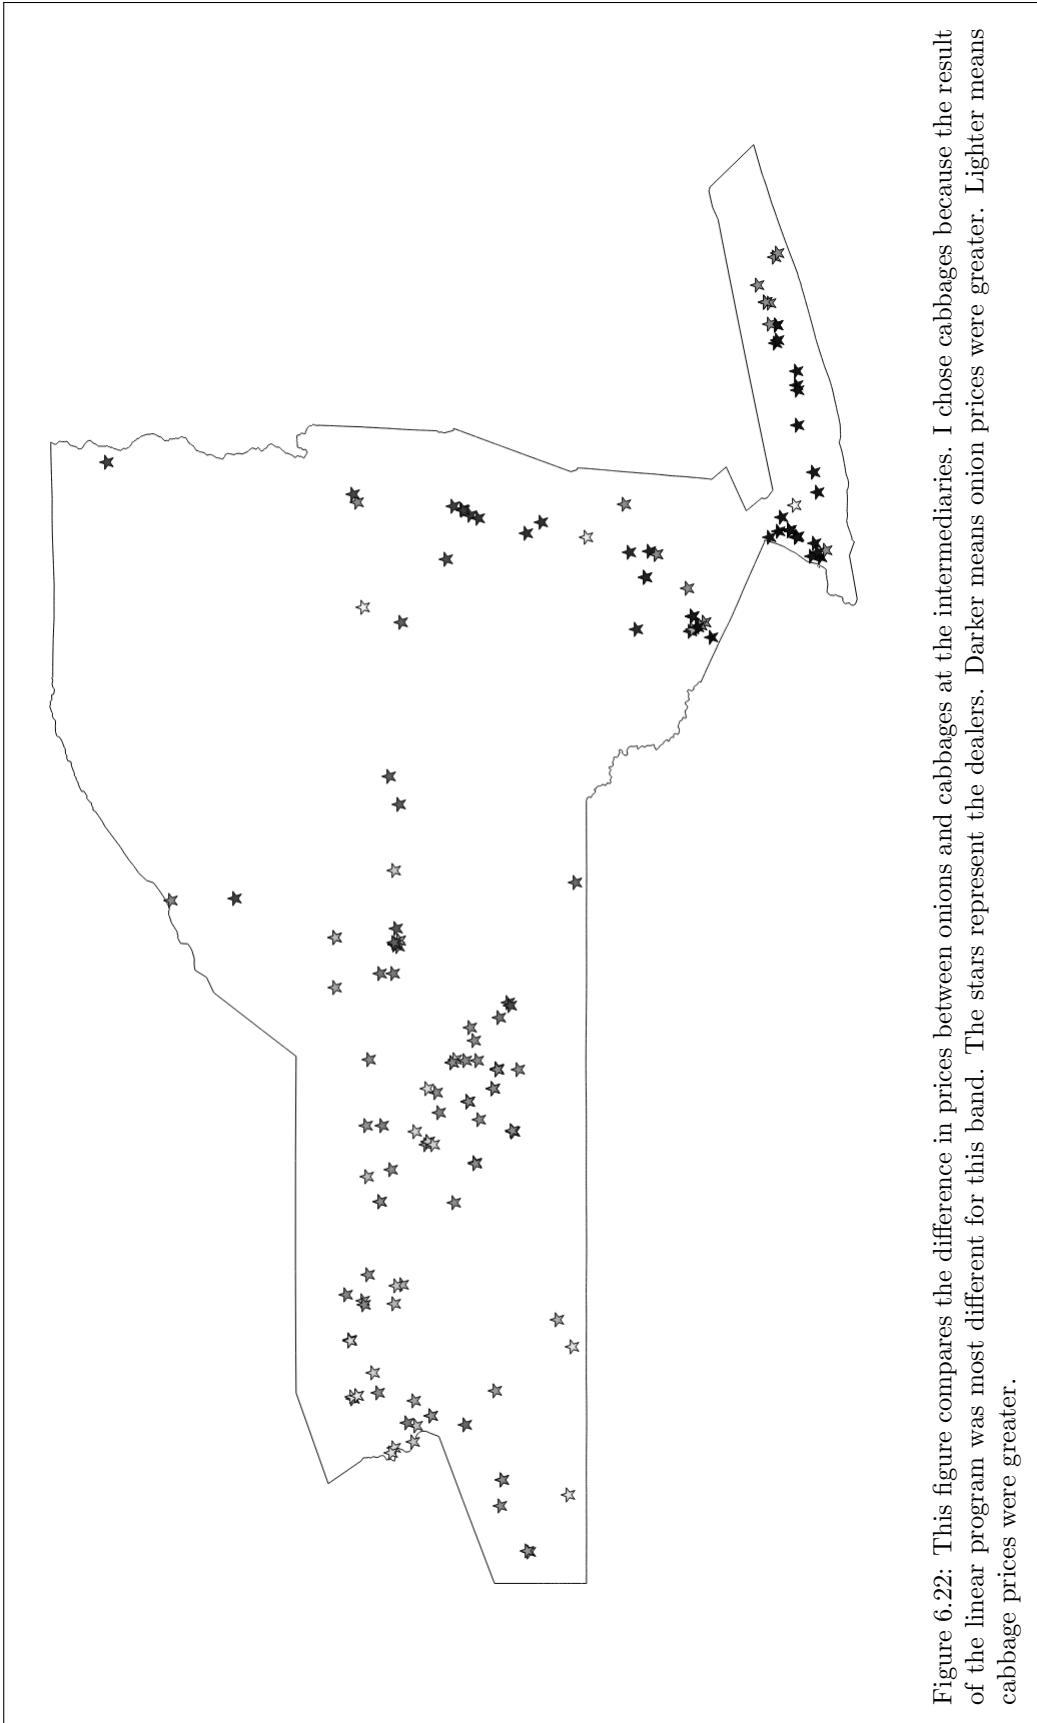 Figure 6.22: This figure compares the difference in prices between onions and cabbages at the intermediaries. I chose cabbages because the result
of the linear program was most different for this band. The stars represent the dealers. Darker means onion prices were greater. Lighter means
cabbage prices were greater.